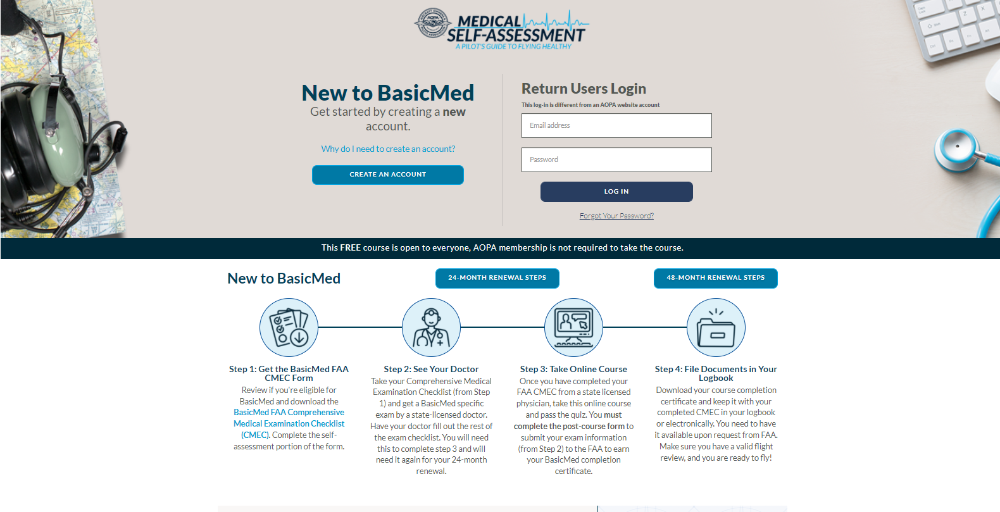 AOPA
MEDICAL
SELF-ASSESSMENT
A PILOT'S GUIDE TO FLYING HEALTHY
New to BasicMed
Get started by creating a new
account.
Why do I need to create an account?
CREATE AN ACCOUNT
Return Users Login
This log-in is different from an AOPA website account
Email address
Password
LOG IN
Forgot Your Password?
This FREE course is open to everyone, AOPA membership is not required to take the course.
New to BasicMed
24-MONTH RENEWAL STEPS
48-MONTH RENEWAL STEPS
Step 1: Get the BasicMed FAA
CMEC Form
Review if you're eligible for
BasicMed and download the
BasicMed FAA Comprehensive
Medical Examination Checklist
(CMEC). Complete the self-
assessment portion of the form.
Step 2: See Your Doctor
Take your Comprehensive Medical
Examination Checklist (from Step
1) and get a BasicMed specific
exam by a state-licensed doctor.
Have your doctor fill out the rest of
the exam checklist. You will need
this to complete step 3 and will
need it again for your 24-month
renewal.
Step 3: Take Online Course
Once you have completed your
FAA CMEC from a state licensed
physician, take this online course
and pass the quiz. You must
complete the post-course form to
submit your exam information
(from Step 2) to the FAA to earn
your BasicMed completion
certificate.
Step 4: File Documents in Your
Logbook
Download your course completion
certificate and keep it with your
completed CMEC in your logbook
or electronically. You need to have
it available upon request from FAA.
Make sure you have a valid flight
review, and you are ready to fly!